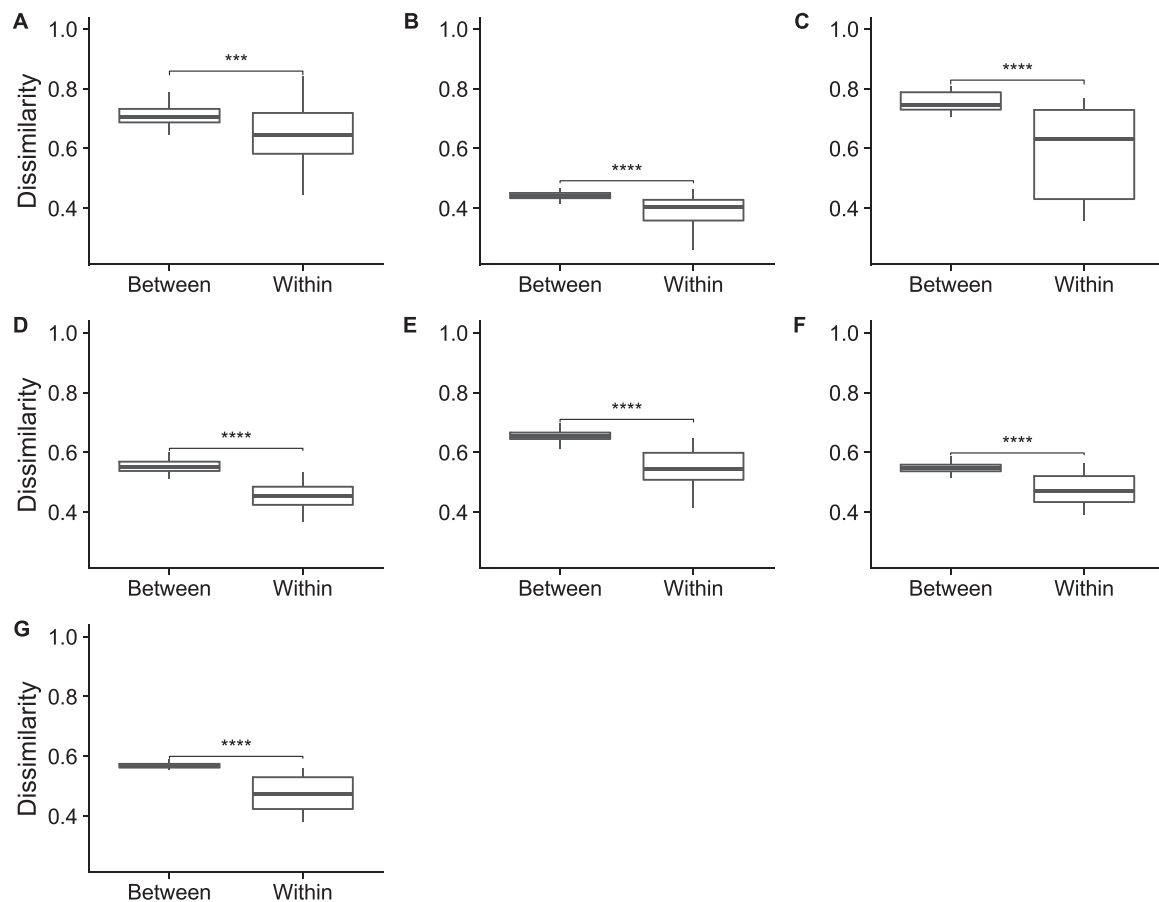 A B C
1.0 1.0 1.0
*** **** ****
0.8 0.8 0.8
0.6 0.6 0.6
0.4 0.4 0.4
Dissimilarity
Between Within Between Within Between Within
D E F
1.0 1.0 1.0
0.8 0.8 0.8
**** **** ****
0.6 0.6 0.6
0.4 0.4 0.4
Dissimilarity
Between Within Between Within Between Within
G
1.0
0.8
****
0.6
0.4
Dissimilarity
Between Within